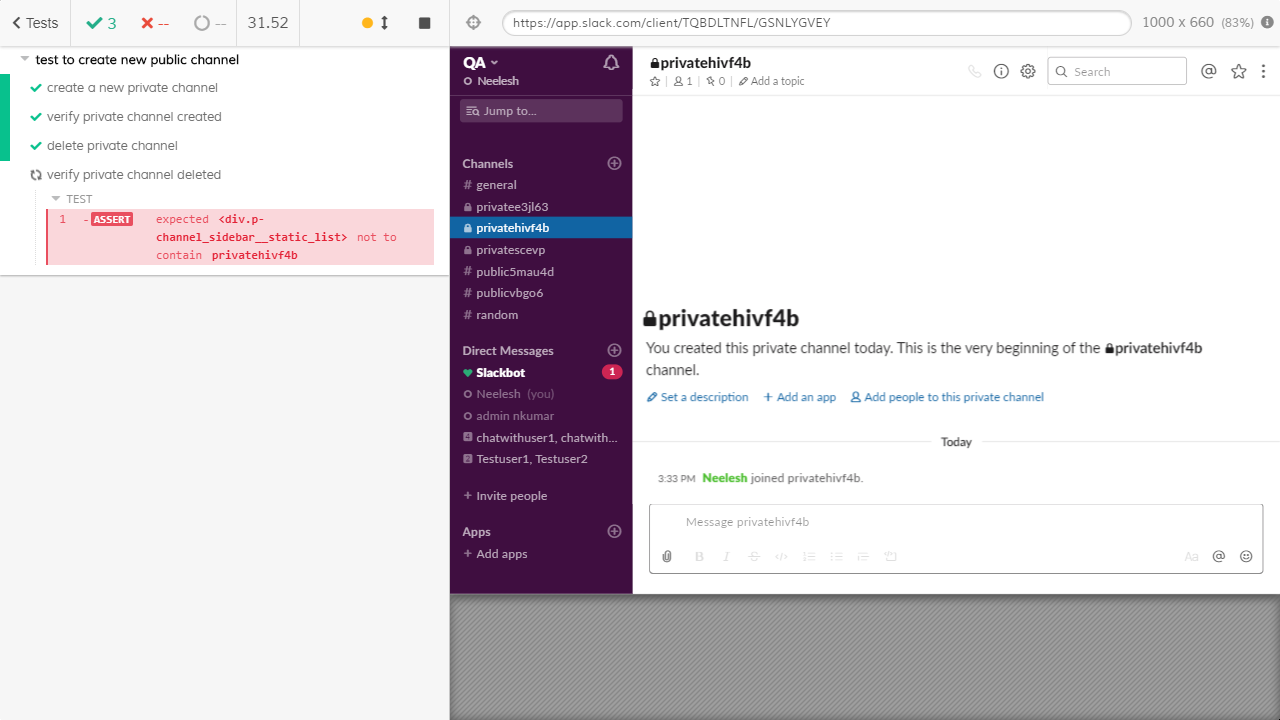 Tests
3
--
--
31.52
https://app.slack.com/client/TQBDLTNFL/GSNLYGVEY
1000 x 660 (83%)
test to create new public channel
create a new private channel
verify private channel created
delete private channel
verify private channel deleted
TEST
1 - ASSERT expected <div.p-
channel_sidebar__static_list> not to
contain privatehivf4b
QA
Neelesh
Jump to...
Channels
# general
privatee3jl63
privatehivf4b
privatescevp
# public5mau4d
# publicvbgo6
# random
Direct Messages
Slackbot 1
Neelesh (you)
admin nkumar
4 chatwithuser1, chatwith...
2 Testuser1, Testuser2
+ Invite people
Apps
+ Add apps
privatehivf4b
1 | 0 | Add a topic
Search
privatehivf4b
You created this private channel today. This is the very beginning of the privatehivf4b
channel.
Set a description + Add an app Add people to this private channel
Today
3:33 PM Neelesh joined privatehivf4b.
Message privatehivf4b
B I S </> Aa @